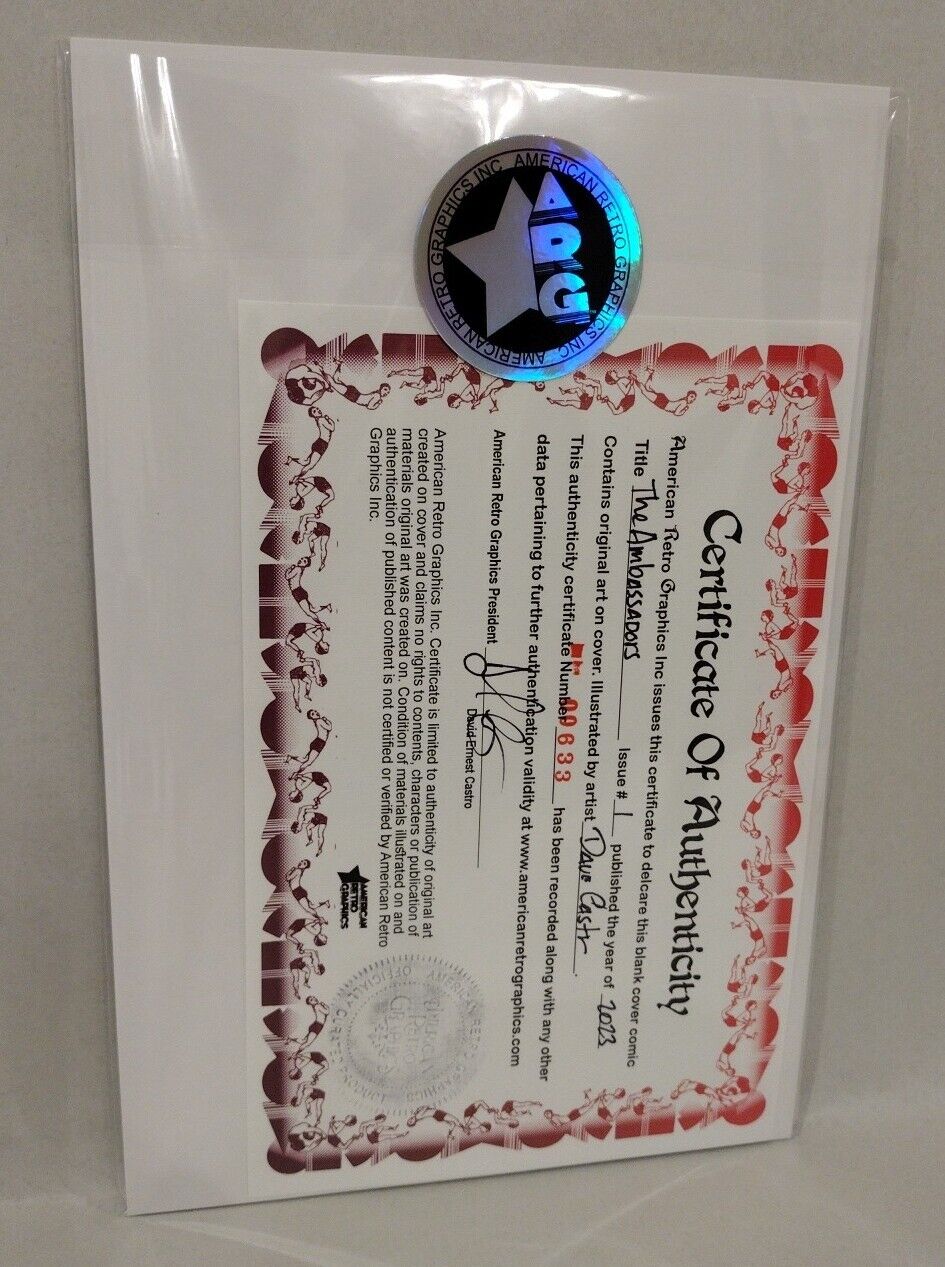 AMERICAN RETRO GRAPHICS INC. AMERICAN RETRO GRAPHICS INC.
ARG
Certificate Of Authenticity
American Retro Graphics Inc issues this certificate to delcare this blank cover comic
Title The Ambassadors Issue # 1 published the year of 2023
Contains original art on cover. Illustrated by artist Dave Castr.
This authenticity certificate Number 00633 has been recorded along with any other
data pertaining to further authentication validity at www.americanretrographics.com
American Retro Graphics President
David Ernest Castro
American Retro Graphics Inc. Certificate is limited to authenticity of original art
created on cover and claims no rights to contents, characters or publication of
materials original art was created on. Condition of materials illustrated on and
authentication of published content is not certified or verified by American Retro
Graphics Inc.
AMERICAN
RETRO
GRAPHICS